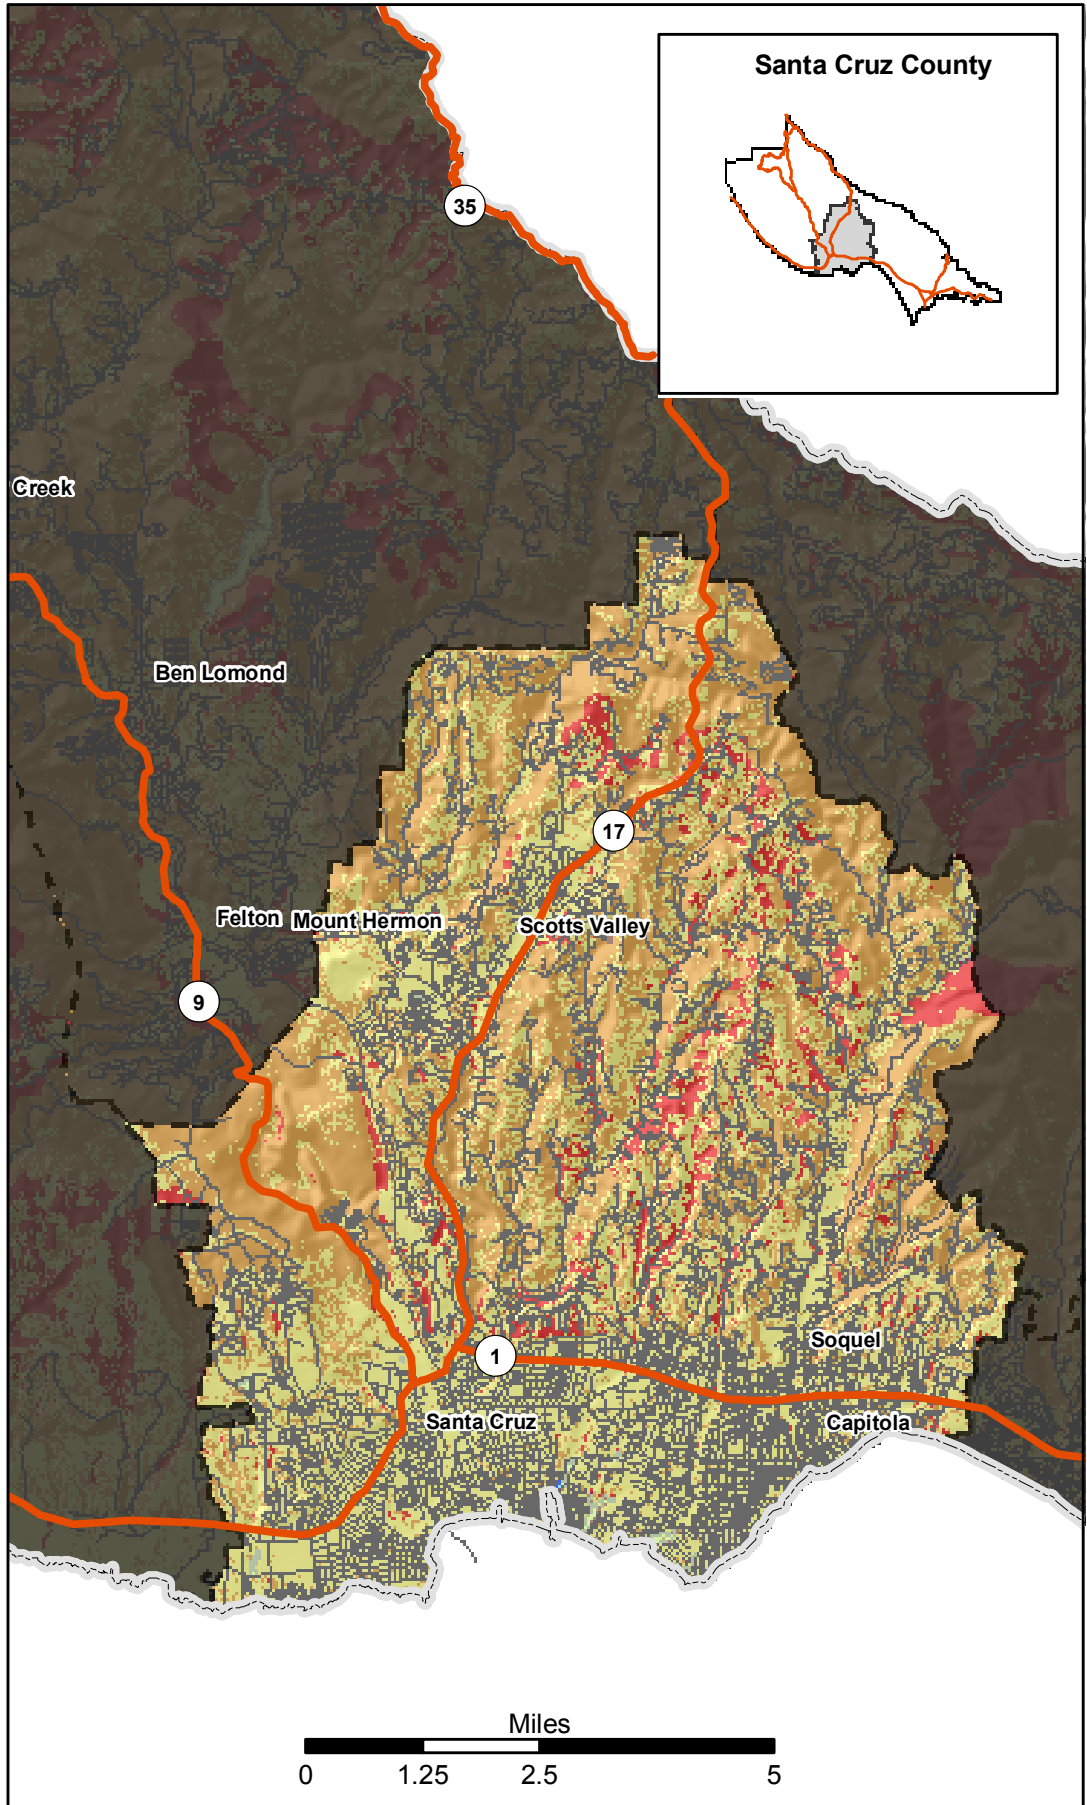 Santa Cruz County
35
Creek
Ben Lomond
17
Felton
Mount Hermon
Scotts Valley
9
Soquel
1
Santa Cruz
Capitola
Miles
0 1.25 2.5 5